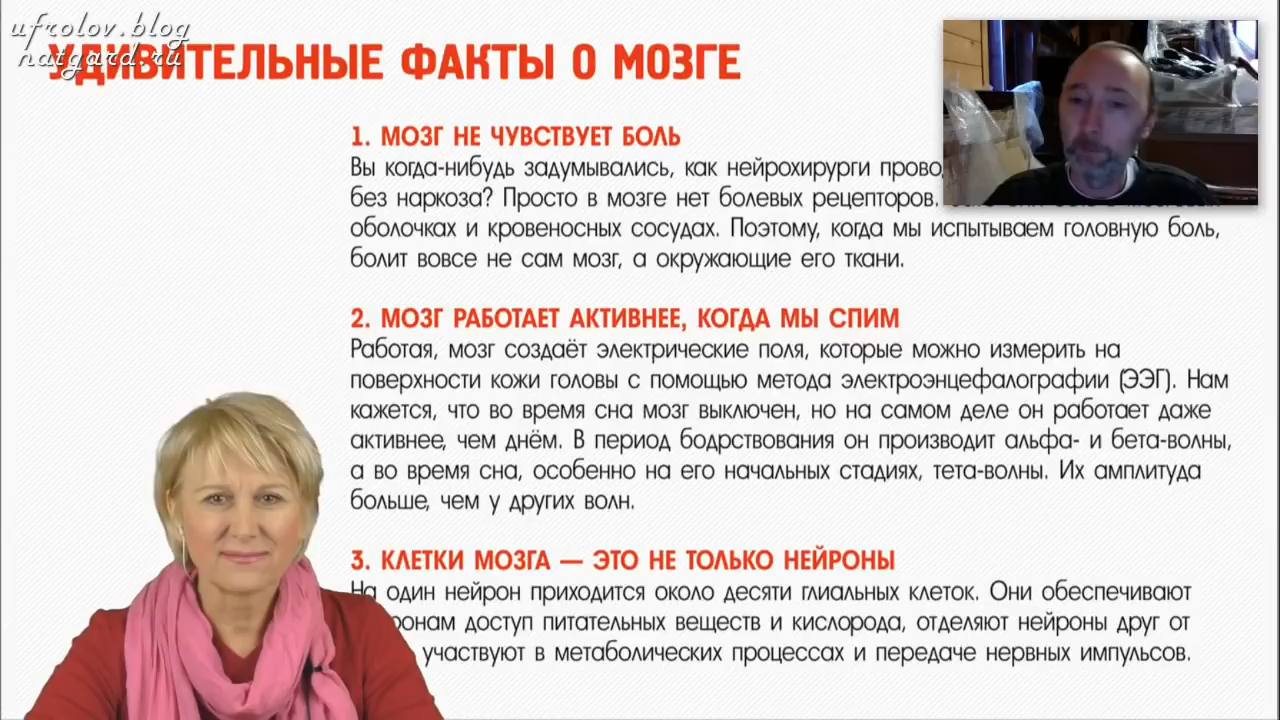 ufrolov.blog
natgard.ru
УДИВИТЕЛЬНЫЕ ФАКТЫ О МОЗГЕ
1. МОЗГ НЕ ЧУВСТВУЕТ БОЛЬ
Вы когда-нибудь задумывались, как нейрохирурги
без наркоза? Просто в мозге нет болевых рецепторов.
оболочках и кровеносных сосудах. Поэтому, когда мы испытываем головную боль,
болит вовсе не сам мозг, а окружающие его ткани.
2. МОЗГ РАБОТАЕТ АКТИВНЕЕ, КОГДА МЫ СПИМ
Работая, мозг создаёт электрические поля, которые можно измерить на
поверхности кожи головы с помощью метода электроэнцефалографии (ЭЭГ). Нам
кажется, что во время сна мозг выключен, но на самом деле он работает даже
активнее, чем днём. В период бодрствования он производит альфа- и бета-волны,
а во время сна, особенно на его начальных стадиях, тета-волны. Их амплитуда
больше, чем у других волн.
3. КЛЕТКИ МОЗГА — ЭТО НЕ ТОЛЬКО НЕЙРОНЫ
На один нейрон приходится около десяти глиальных клеток. Они обеспечивают
доступ питательных веществ и кислорода, отделяют нейроны друг от
участвуют в метаболических процессах и передаче нервных импульсов.